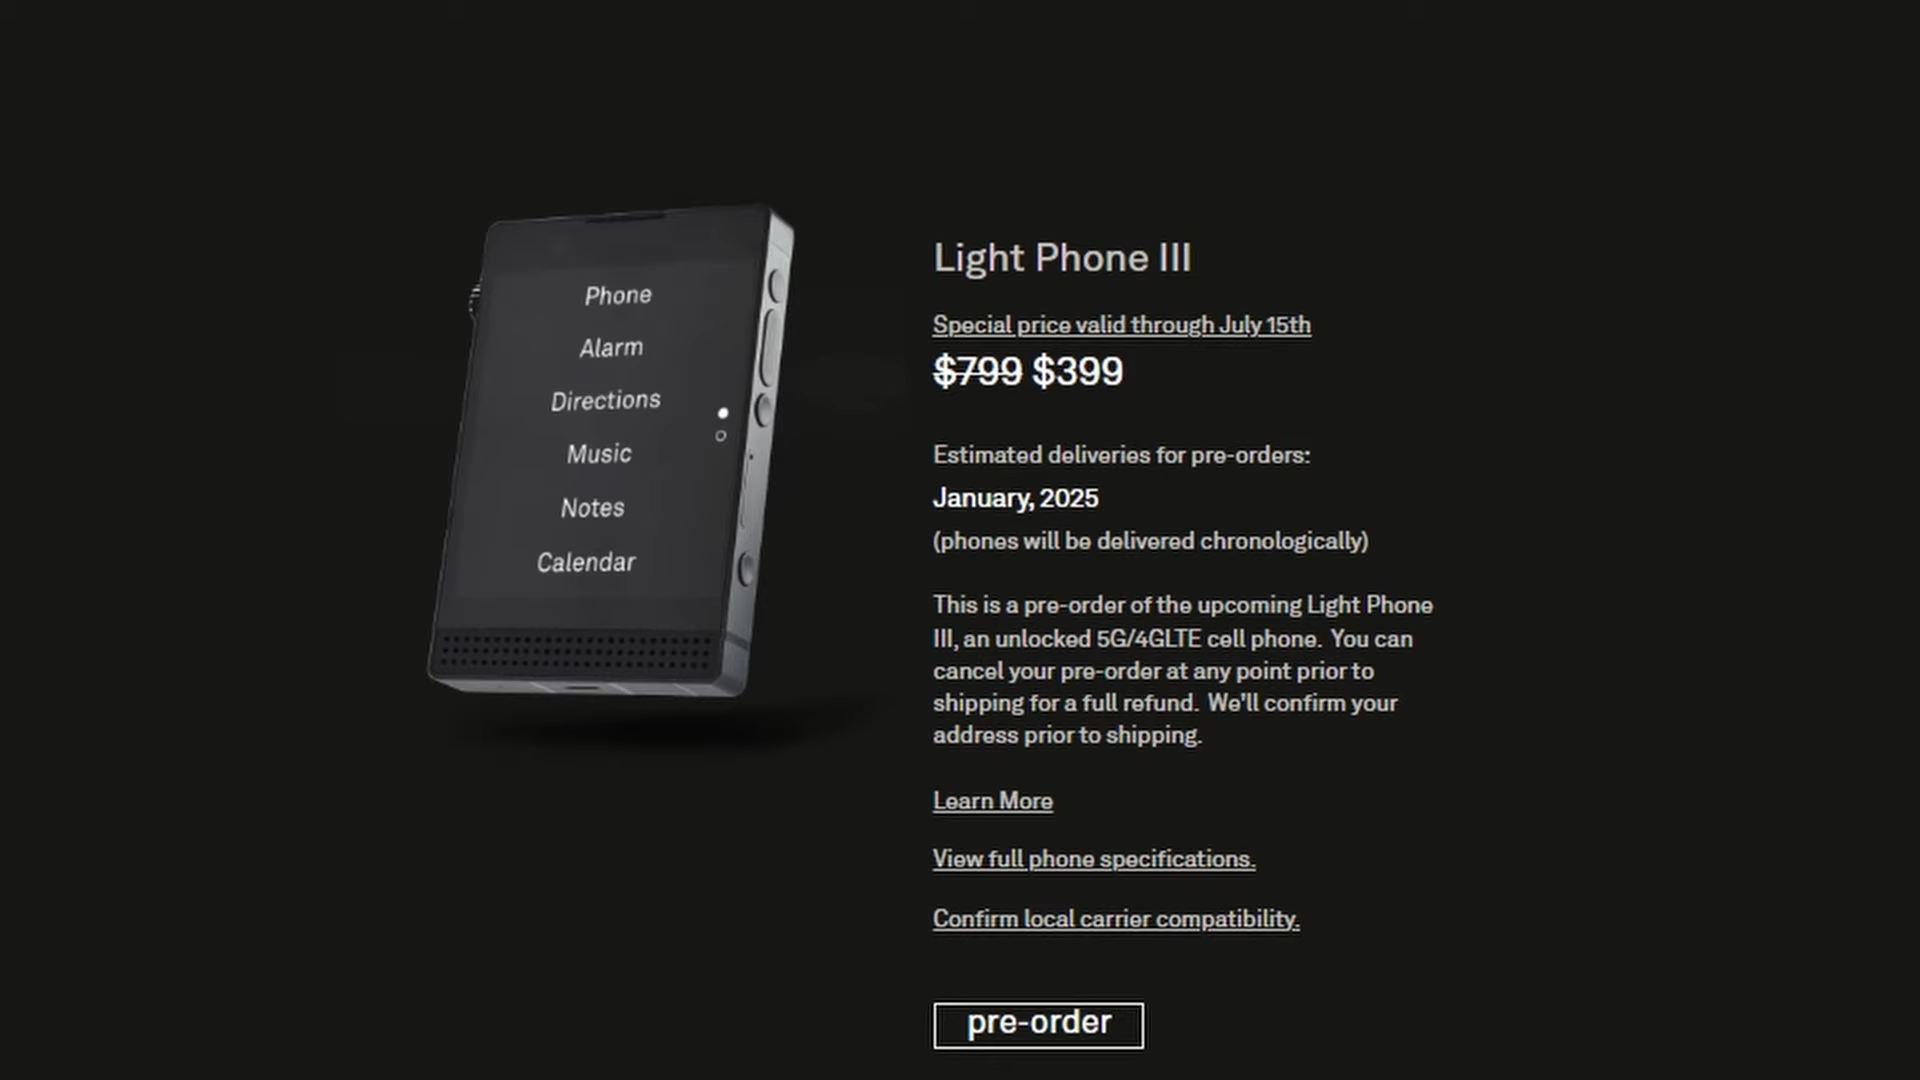 Phone
Alarm
Directions
Music
Notes
Calendar
Light Phone III
Special price valid through July 15th
$799 $399
Estimated deliveries for pre-orders:
January, 2025
(phones will be delivered chronologically)
This is a pre-order of the upcoming Light Phone
III, an unlocked 5G/4GLTE cell phone. You can
cancel your pre-order at any point prior to
shipping for a full refund. We'll confirm your
address prior to shipping.
Learn More
View full phone specifications.
Confirm local carrier compatibility.
pre-order